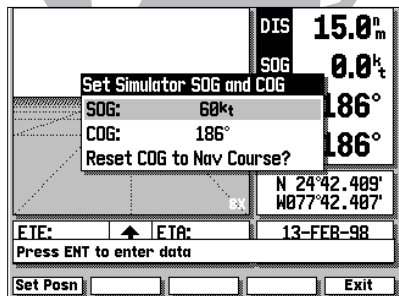 DIS 15.0nm
SOG 0.0kt
Set Simulator SOG and COG
SOG: 60kt
COG: 186°
Reset COG to Nav Course?
186°
186°
8X
N 24°42.409'
W077°42.407'
ETE: ETA: 13-FEB-98
Press ENT to enter data
Set Posn Exit